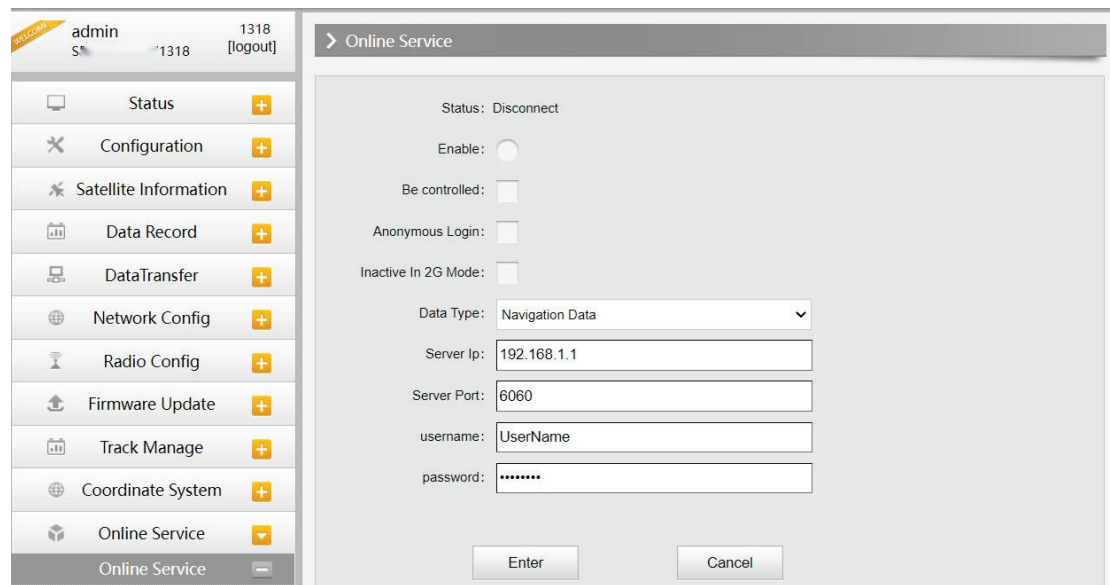 WELCOME
admin
1318
1318
[logout]
Status
Configuration
Satellite Information
Data Record
DataTransfer
Network Config
Radio Config
Firmware Update
Track Manage
Coordinate System
Online Service
Online Service
Online Service
Status: Disconnect
Enable:
Be controlled:
Anonymous Login:
Inactive In 2G Mode:
Data Type: Navigation Data
Server Ip: 192.168.1.1
Server Port: 6060
username: UserName
password: ••••••••
Enter Cancel